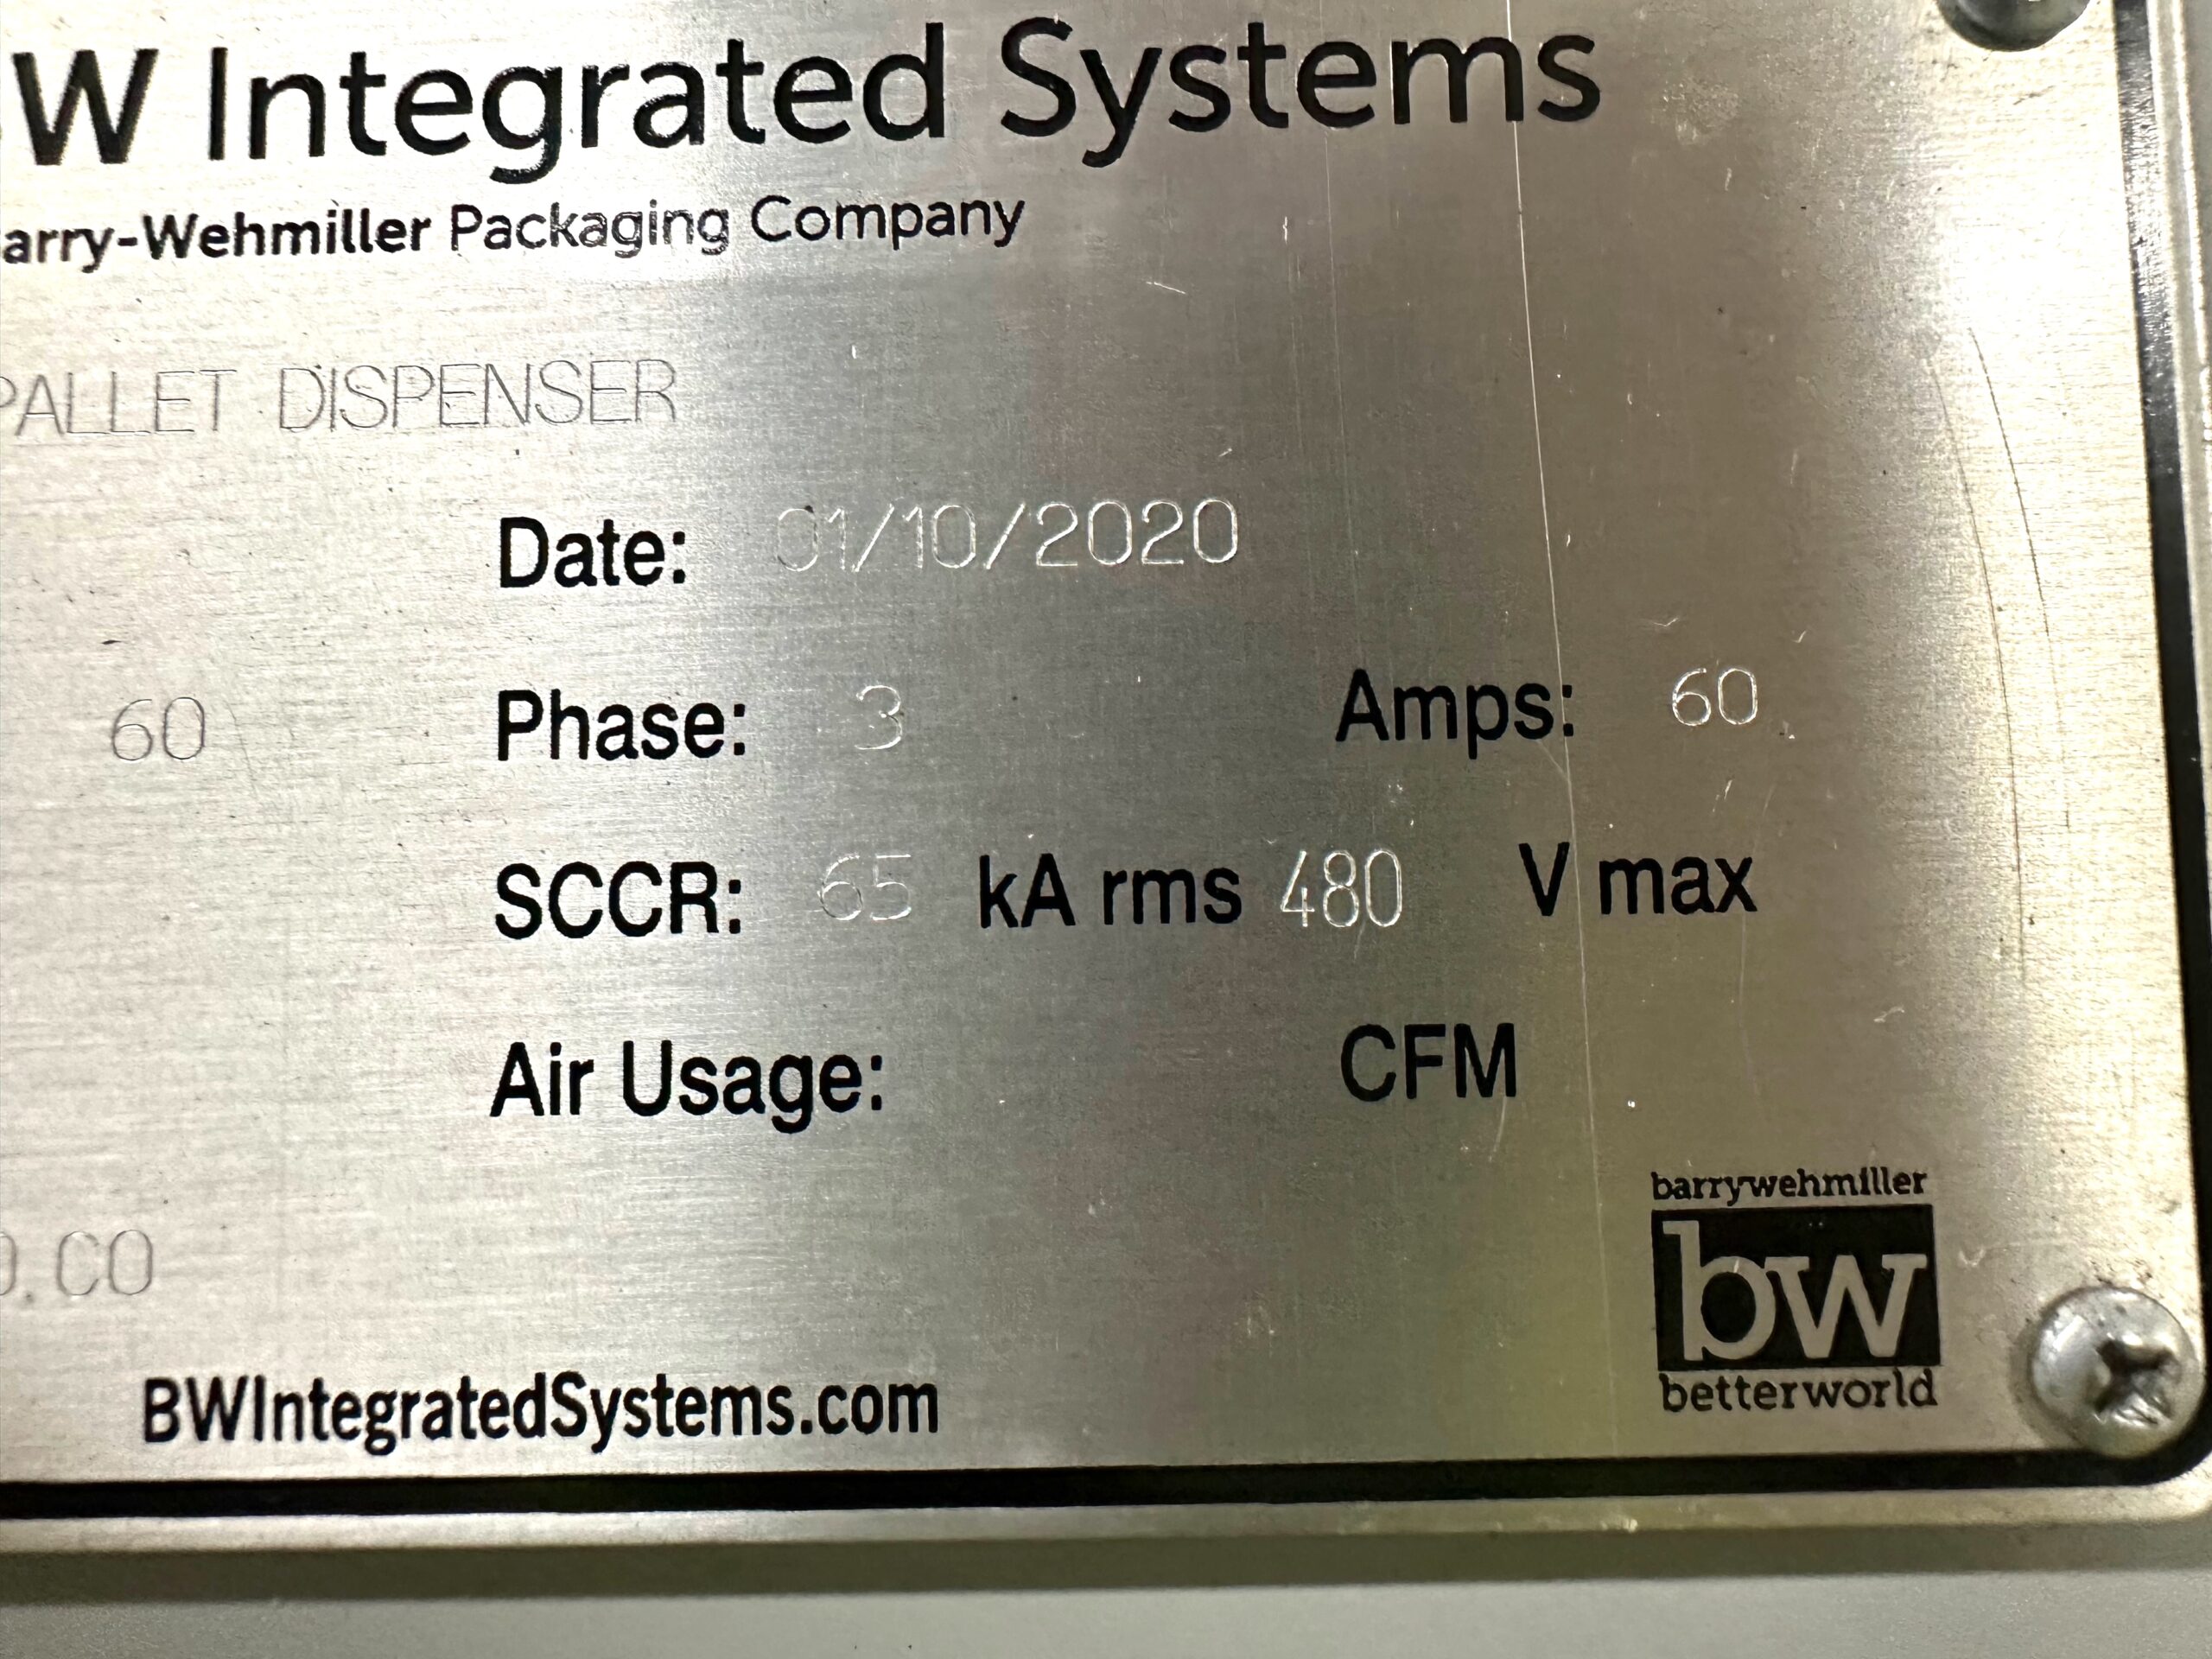 W Integrated Systems
arry-Wehmiller Packaging Company
PALLET DISPENSER
Date: 01/10/2020
60 Phase: 3 Amps: 60
SCCR: 65 kA rms 480 V max
Air Usage: CFM
.CO
BWIntegratedSystems.com
barrywehmiller
bw
betterworld